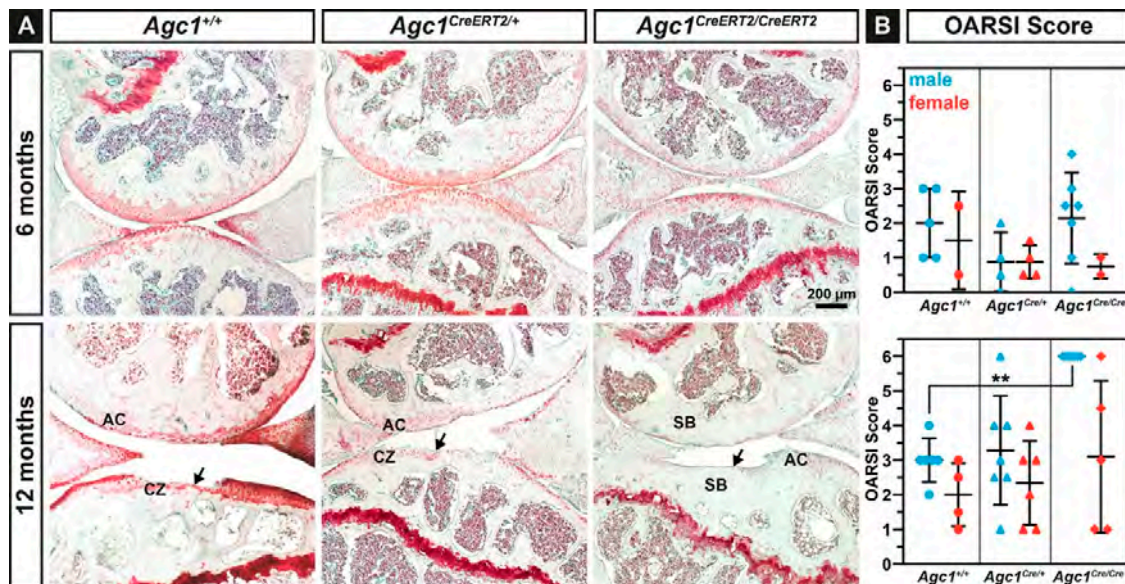 A
Agc1+/+
Agc1CreERT2/+
Agc1CreERT2/CreERT2
B
OARSI Score
6 months
200 µm
male
female
OARSI Score
6
5
4
3
2
1
0
Agc1+/+
Agc1Cre/+
Agc1Cre/Cre
12 months
AC
CZ
AC
CZ
SB
AC
SB
**
OARSI Score
6
5
4
3
2
1
0
Agc1+/+
Agc1Cre/+
Agc1Cre/Cre